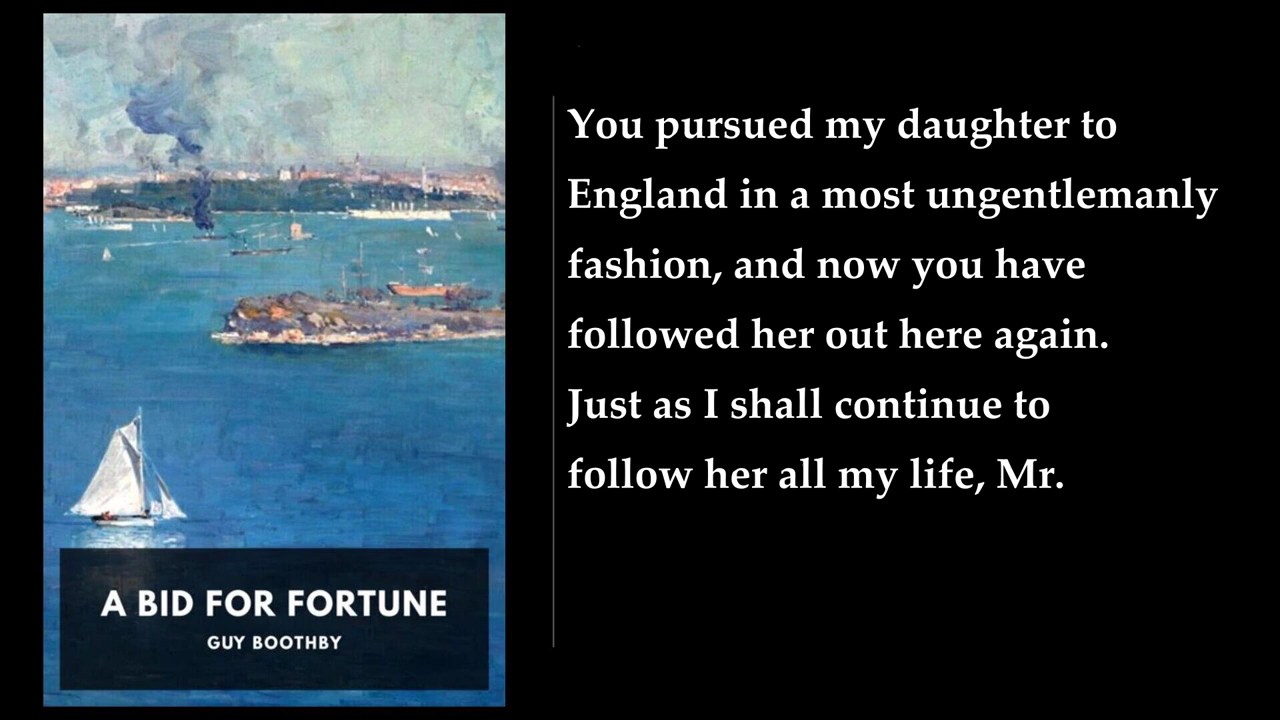 A BID FOR FORTUNE
GUY BOOTHBY
You pursued my daughter to
England in a most ungentlemanly
fashion, and now you have
followed her out here again.
Just as I shall continue to
follow her all my life, Mr.